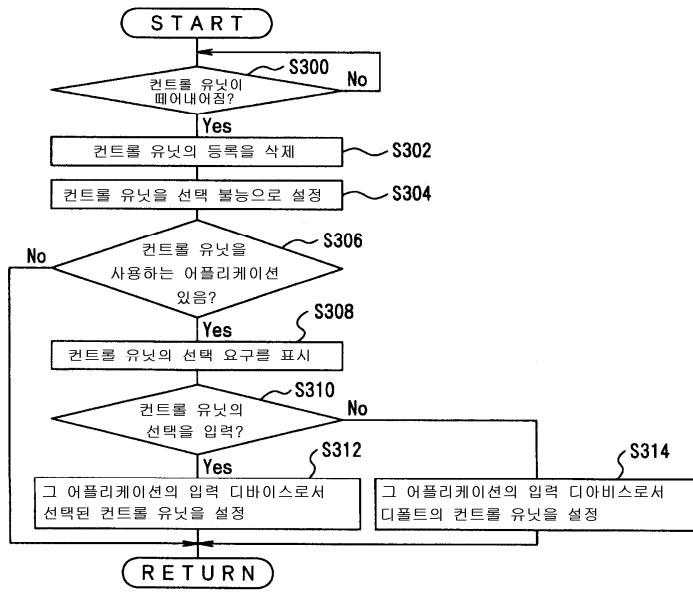 START
S300
컨트롤 유닛이
떼어내어짐?
No
Yes
컨트롤 유닛의 등록을 삭제
S302
컨트롤 유닛을 선택 불능으로 설정
S304
S306
No
컨트롤 유닛을
사용하는 어플리케이션
있음?
Yes
S308
컨트롤 유닛의 선택 요구를 표시
S310
컨트롤 유닛의
선택을 입력?
No
Yes
S312
S314
그 어플리케이션의 입력 디바이스로서
선택된 컨트롤 유닛을 설정
그 어플리케이션의 입력 디아비스로서
디폴트의 컨트롤 유닛을 설정
RETURN